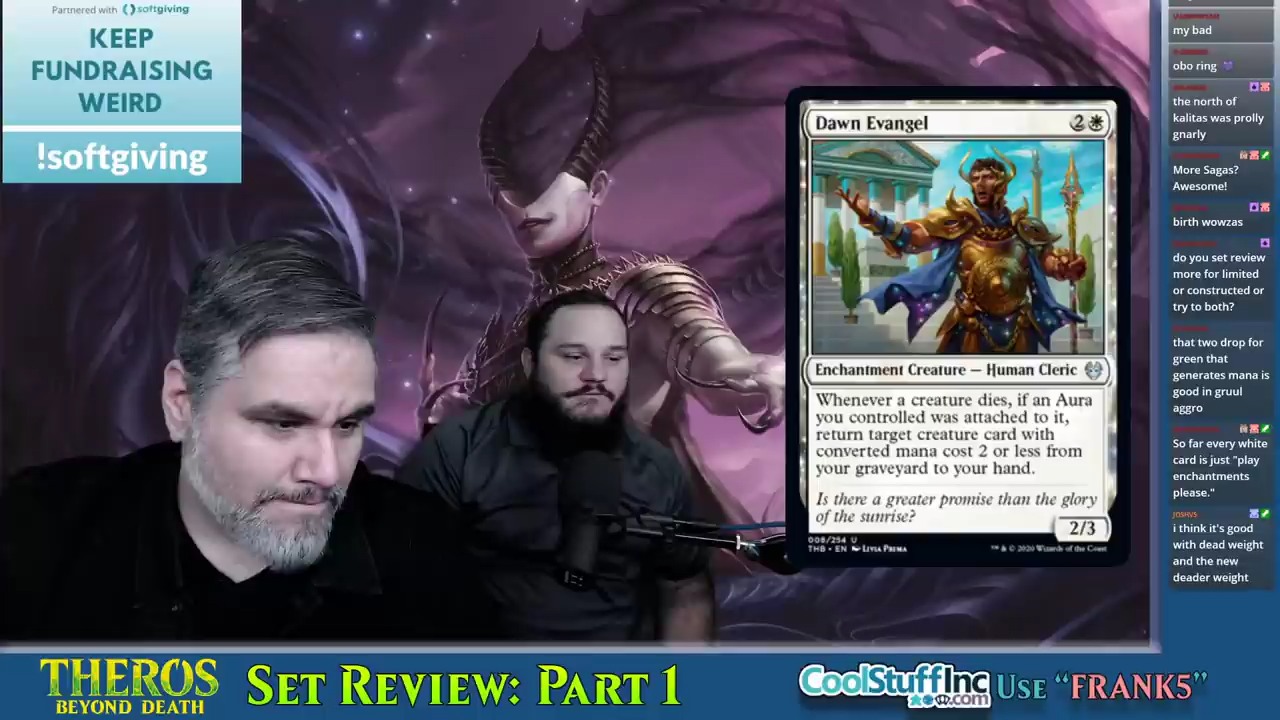 Partnered with softgiving
KEEP
FUNDRAISING
WEIRD
!softgiving
Dawn Evangel 2
Enchantment Creature — Human Cleric
Whenever a creature dies, if an Aura
you controlled was attached to it,
return target creature card with
converted mana cost 2 or less from
your graveyard to your hand.
Is there a greater promise than the glory
of the sunrise?
2/3
008/254 U
THB • EN Livia Prima
™ & © 2020 Wizards of the Coast
my bad
obo ring
the north of
kalitas was prolly
gnarly
More Sagas?
Awesome!
birth wowzas
do you set review
more for limited
or constructed or
try to both?
that two drop for
green that
generates mana is
good in gruul
aggro
So far every white
card is just "play
enchantments
please."
i think it's good
with dead weight
and the new
deader weight
THEROS
BEYOND DEATH
Set Review: Part 1
CoolStuffInc
.com
Use “FRANK5”